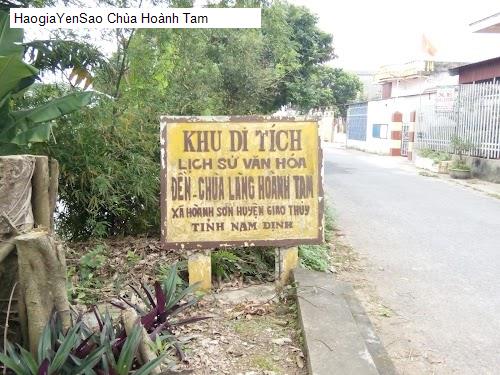 HaogiaYenSao Chùa Hoành Tam
KHU DI TÍCH
LỊCH SỬ VĂN HÓA
ĐỀN - CHÙA LÀNG HOÀNH TAM
XÃ HOÀNH SƠN HUYỆN GIAO THỦY
TỈNH NAM ĐỊNH